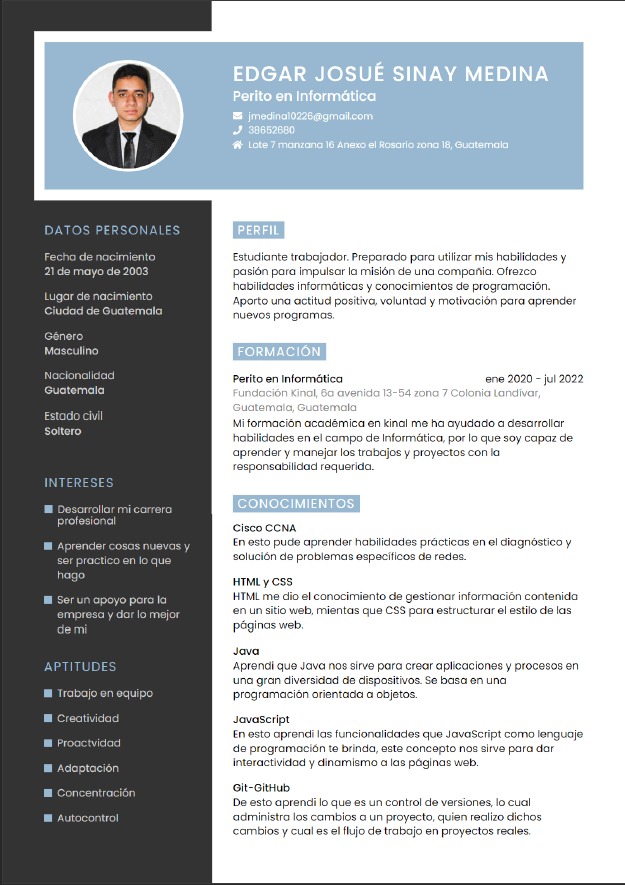 EDGAR JOSUÉ SINAY MEDINA
Perito en Informática
jmedina10226@gmail.com
38652680
Lote 7 manzana 16 Anexo el Rosario zona 18, Guatemala
DATOS PERSONALES
Fecha de nacimiento
21 de mayo de 2003
Lugar de nacimiento
Ciudad de Guatemala
Género
Masculino
Nacionalidad
Guatemala
Estado civil
Soltero
INTERESES
Desarrollar mi carrera
profesional
Aprender cosas nuevas y
ser practico en lo que
hago
Ser un apoyo para la
empresa y dar lo mejor
de mi
APTITUDES
Trabajo en equipo
Creatividad
Proactvidad
Adaptación
Concentración
Autocontrol
PERFIL
Estudiante trabajador. Preparado para utilizar mis habilidades y
pasión para impulsar la misión de una compañia. Ofrezco
habilidades informáticas y conocimientos de programación.
Aporto una actitud positiva, voluntad y motivación para aprender
nuevos programas.
FORMACIÓN
Perito en Informática ene 2020 - jul 2022
Fundación Kinal, 6a avenida 13-54 zona 7 Colonia Landívar,
Guatemala, Guatemala
Mi formación académica en kinal me ha ayudado a desarrollar
habilidades en el campo de Informática, por lo que soy capaz de
aprender y manejar los trabajos y proyectos con la
responsabilidad requerida.
CONOCIMIENTOS
Cisco CCNA
En esto pude aprender habilidades prácticas en el diagnóstico y
solución de problemas específicos de redes.
HTML y CSS
HTML me dio el conocimiento de gestionar información contenida
en un sitio web, mientas que CSS para estructurar el estilo de las
páginas web.
Java
Aprendi que Java nos sirve para crear aplicaciones y procesos en
una gran diversidad de dispositivos. Se basa en una
programación orientada a objetos.
JavaScript
En esto aprendi las funcionalidades que JavaScript como lenguaje
de programación te brinda, este concepto nos sirve para dar
interactividad y dinamismo a las páginas web.
Git-GitHub
De esto aprendi lo que es un control de versiones, lo cual
administra los cambios a un proyecto, quien realizo dichos
cambios y cual es el flujo de trabajo en proyectos reales.